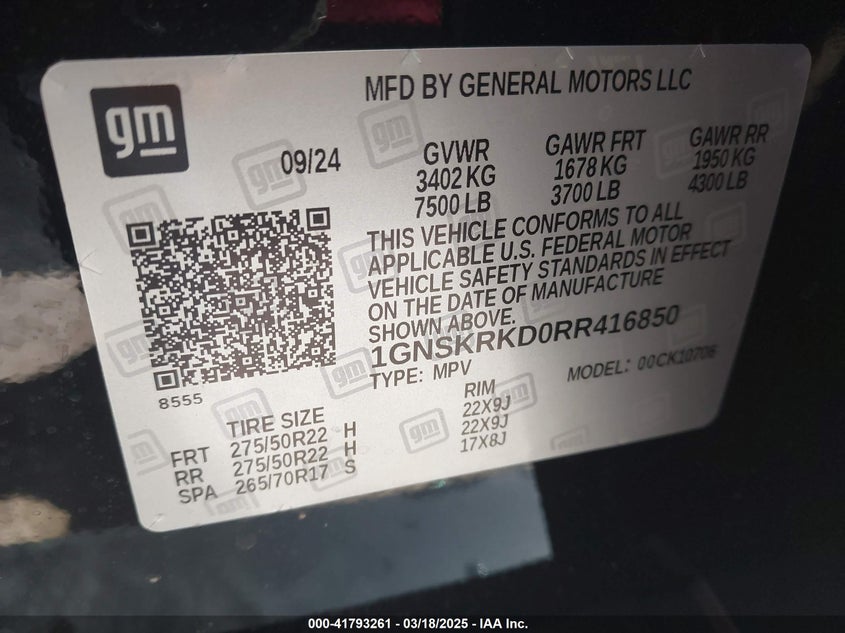 gm
MFD BY GENERAL MOTORS LLC
09/24
GVWR
3402 KG
7500 LB
GAWR FRT
1678 KG
3700 LB
GAWR RR
1950 KG
4300 LB
THIS VEHICLE CONFORMS TO ALL
APPLICABLE U.S. FEDERAL MOTOR
VEHICLE SAFETY STANDARDS IN EFFECT
ON THE DATE OF MANUFACTURE
SHOWN ABOVE.
1GNSKRKD0RR416850
TYPE: MPV
MODEL: 00CK10706
8555
TIRE SIZE
RIM
FRT 275/50R22 H 22X9J
RR 275/50R22 H 22X9J
SPA 265/70R17 S 17X8J
000-41793261 - 03/18/2025 - IAA Inc.